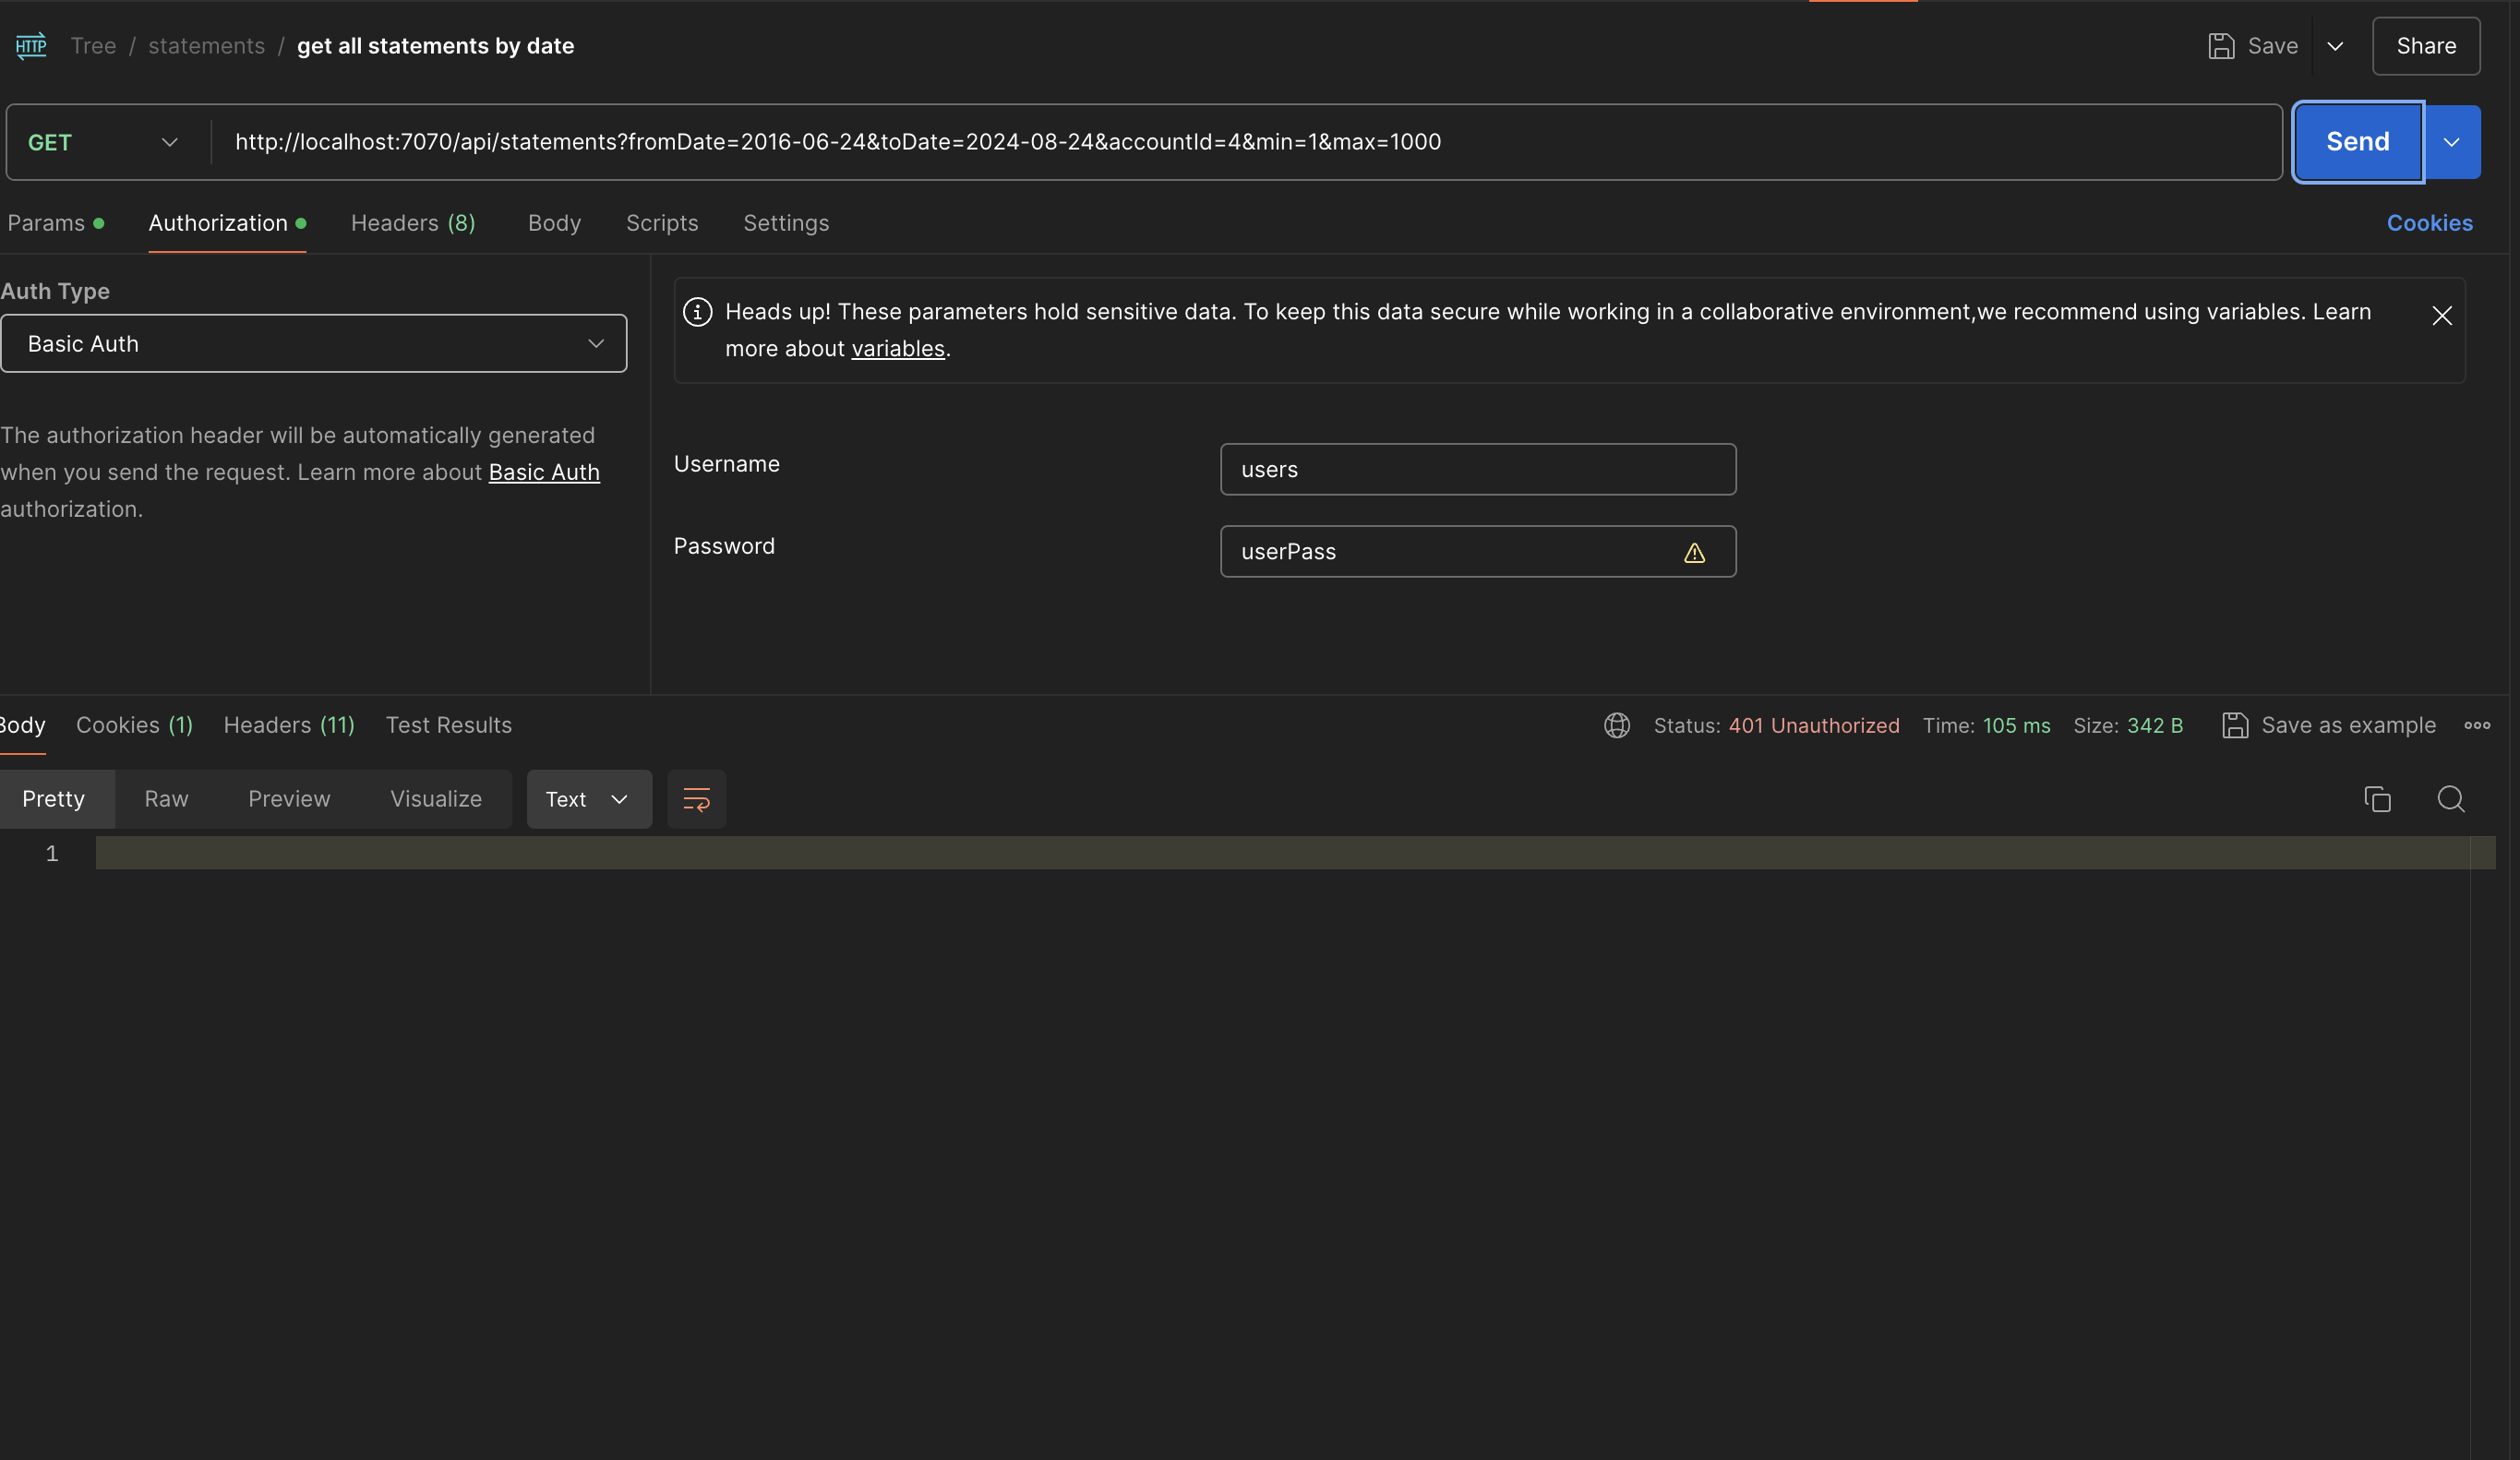 HTTP Tree / statements / get all statements by date Save Share
GET http://localhost:7070/api/statements?fromDate=2016-06-24&toDate=2024-08-24&accountId=4&min=1&max=1000 Send
Params Authorization Headers (8) Body Scripts Settings Cookies
Auth Type
Basic Auth
The authorization header will be automatically generated
when you send the request. Learn more about Basic Auth
authorization.
Heads up! These parameters hold sensitive data. To keep this data secure while working in a collaborative environment,we recommend using variables. Learn
more about variables.
Username users
Password userPass
Body Cookies (1) Headers (11) Test Results Status: 401 Unauthorized Time: 105 ms Size: 342 B Save as example
Pretty Raw Preview Visualize Text
1